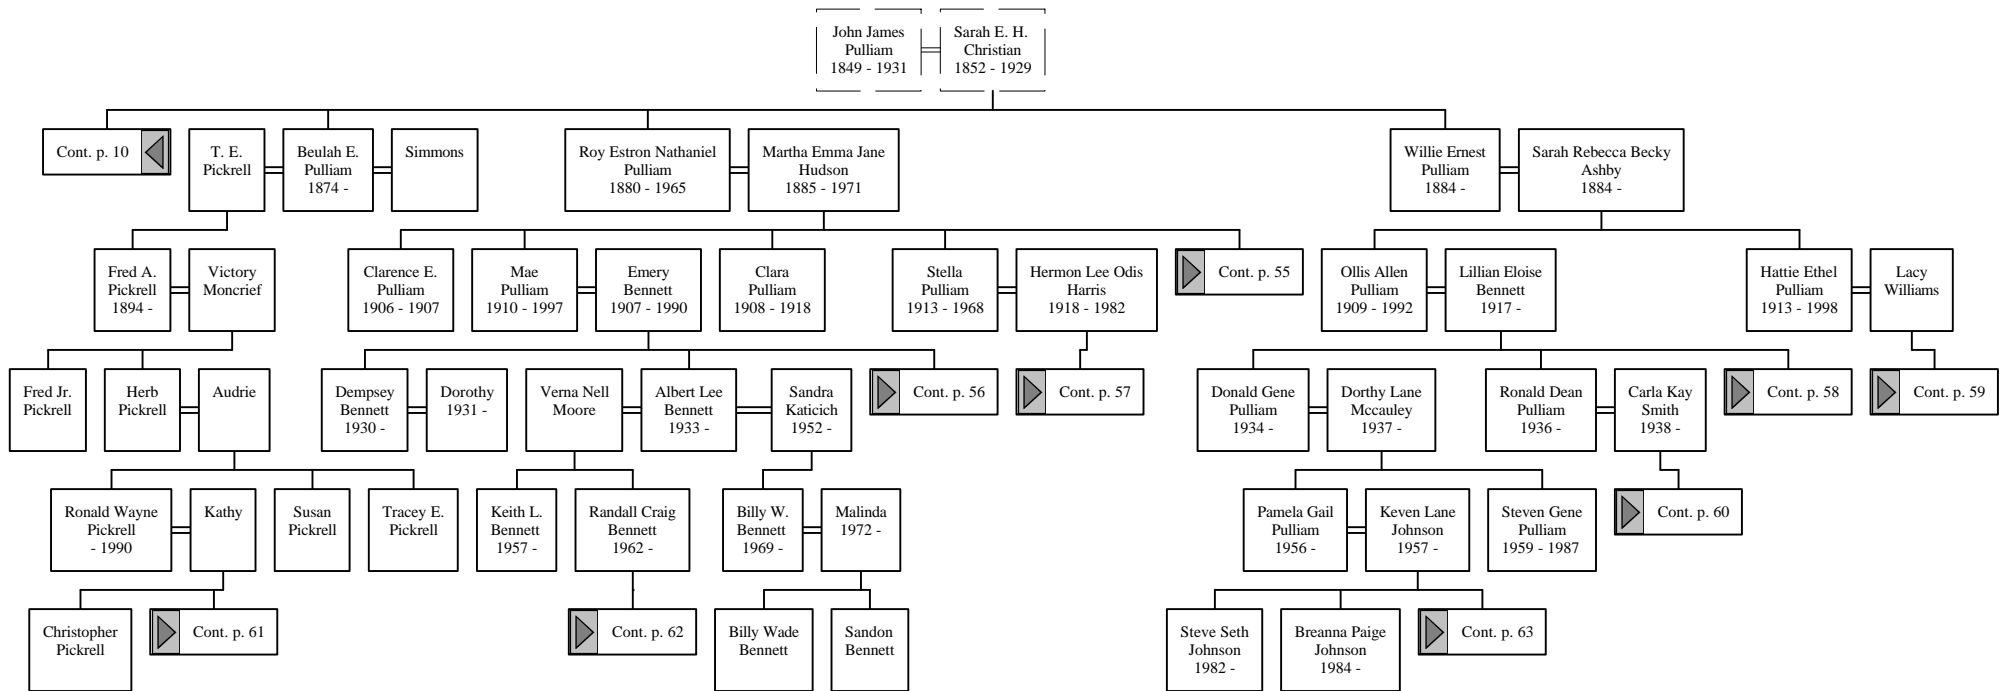 John James
Pulliam
1849 - 1931
Sarah E. H.
Christian
1852 - 1929
Cont. p. 10
T. E.
Pickrell
Beulah E.
Pulliam
1874 -
Simmons
Roy Estron Nathaniel
Pulliam
1880 - 1965
Martha Emma Jane
Hudson
1885 - 1971
Willie Ernest
Pulliam
1884 -
Sarah Rebecca Becky
Ashby
1884 -
Fred A.
Pickrell
1894 -
Victory
Moncrief
Clarence E.
Pulliam
1906 - 1907
Mae
Pulliam
1910 - 1997
Emery
Bennett
1907 - 1990
Clara
Pulliam
1908 - 1918
Stella
Pulliam
1913 - 1968
Hermon Lee Odis
Harris
1918 - 1982
Cont. p. 55
Ollis Allen
Pulliam
1909 - 1992
Lillian Eloise
Bennett
1917 -
Hattie Ethel
Pulliam
1913 - 1998
Lacy
Williams
Fred Jr.
Pickrell
Herb
Pickrell
Audrie
Dempsey
Bennett
1930 -
Dorothy
1931 -
Verna Nell
Moore
Albert Lee
Bennett
1933 -
Sandra
Katicich
1952 -
Cont. p. 56
Cont. p. 57
Donald Gene
Pulliam
1934 -
Dorthy Lane
Mccauley
1937 -
Ronald Dean
Pulliam
1936 -
Carla Kay
Smith
1938 -
Cont. p. 58
Cont. p. 59
Ronald Wayne
Pickrell
- 1990
Kathy
Susan
Pickrell
Tracey E.
Pickrell
Keith L.
Bennett
1957 -
Randall Craig
Bennett
1962 -
Billy W.
Bennett
1969 -
Malinda
1972 -
Pamela Gail
Pulliam
1956 -
Keven Lane
Johnson
1957 -
Steven Gene
Pulliam
1959 - 1987
Cont. p. 60
Christopher
Pickrell
Cont. p. 61
Cont. p. 62
Billy Wade
Bennett
Sandon
Bennett
Steve Seth
Johnson
1982 -
Breanna Paige
Johnson
1984 -
Cont. p. 63